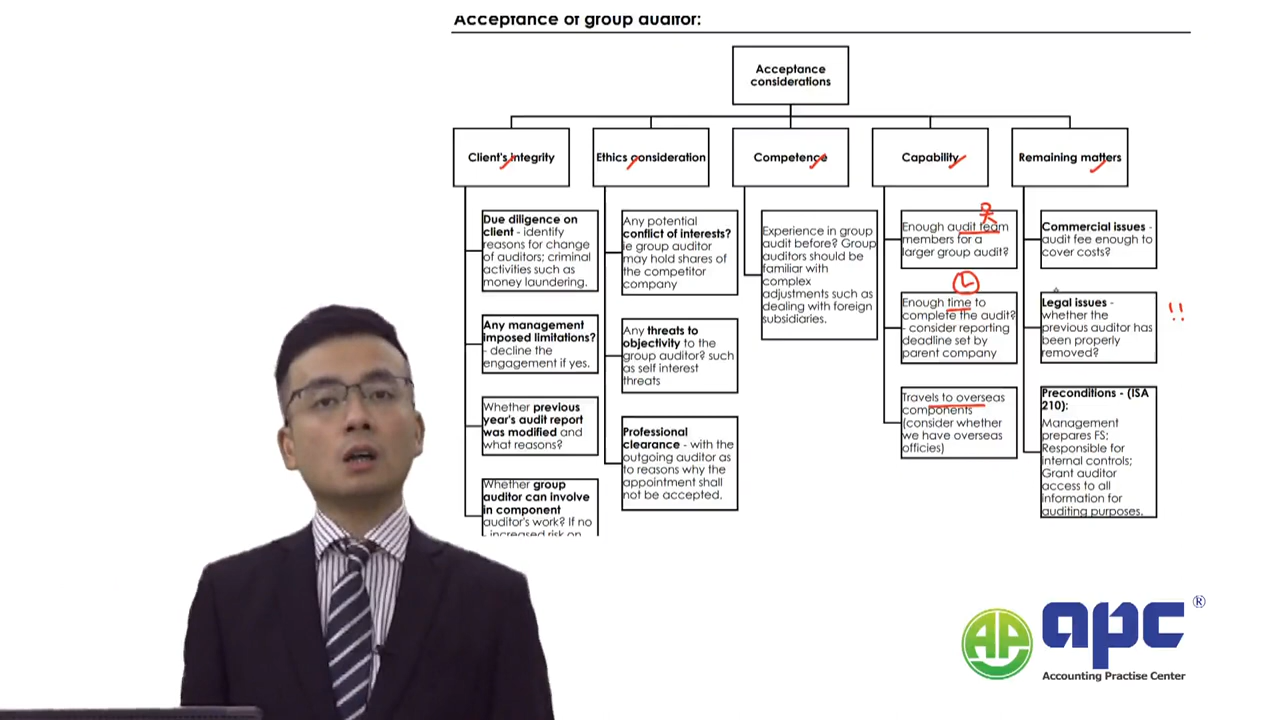 Acceptance of group auditor:
Acceptance
considerations
Client's integrity
Ethics consideration
Competence
Capability
Remaining matters
Due diligence on
client - identify
reasons for change
of auditors; criminal
activities such as
money laundering.
Any management
imposed limitations?
- decline the
engagement if yes.
Whether previous
year's audit report
was modified and
what reasons?
Whether group
auditor can involve
in component
auditor's work? If no
- increased risk on
Any potential
conflict of interests?
ie group auditor
may hold shares of
the competitor
company
Any threats to
objectivity to the
group auditor? such
as self interest
threats
Professional
clearance - with the
outgoing auditor as
to reasons why the
appointment shall
not be accepted.
Experience in group
audit before? Group
auditors should be
familiar with
complex
adjustments such as
dealing with foreign
subsidiaries.
Enough audit team
members for a
larger group audit?
Enough time to
complete the audit?
- consider reporting
deadline set by
parent company
Travels to overseas
components
(consider whether
we have overseas
officies)
Commercial issues -
audit fee enough to
cover costs?
Legal issues -
whether the
previous auditor has
been properly
removed?
!!
Preconditions - (ISA
210):
Management
prepares FS;
Responsible for
internal controls;
Grant auditor
access to all
information for
auditing purposes.
AP
apc®
Accounting Practise Center